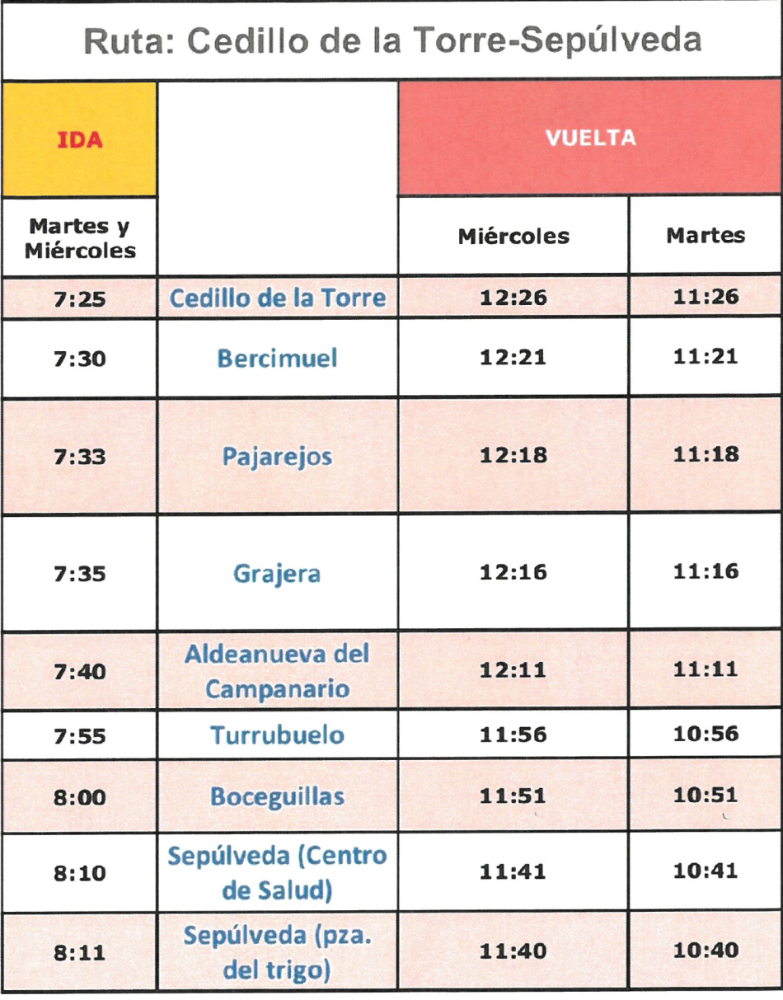 Ruta: Cedillo de la Torre-Sepúlveda
IDA
VUELTA
Martes y
Miércoles
Miércoles
Martes
7:25
Cedillo de la Torre
12:26
11:26
7:30
Bercimuel
12:21
11:21
7:33
Pajarejos
12:18
11:18
7:35
Grajera
12:16
11:16
7:40
Aldeanueva del
Campanario
12:11
11:11
7:55
Turrubuelo
11:56
10:56
8:00
Boceguillas
11:51
10:51
8:10
Sepúlveda (Centro
de Salud)
11:41
10:41
8:11
Sepúlveda (pza.
del trigo)
11:40
10:40